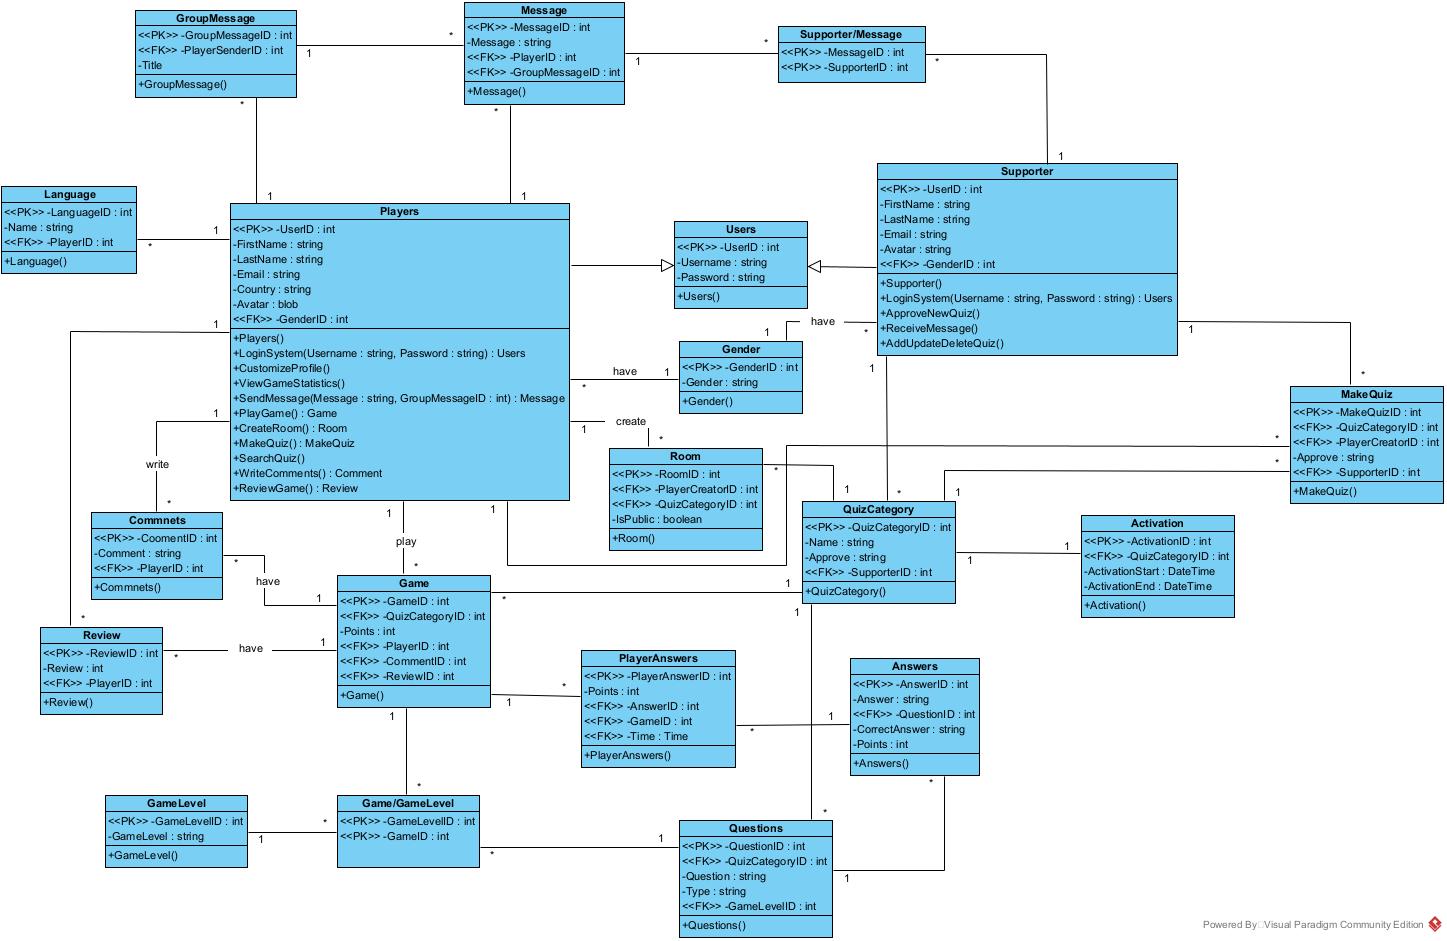 GroupMessage
<<PK>> -GroupMessageID : int
<<FK>> -PlayerSenderID : int
-Title
+GroupMessage()
1
*
*
1
Message
<<PK>> -MessageID : int
-Message : string
<<FK>> -PlayerID : int
<<FK>> -GroupMessageID : int
+Message()
1
*
*
1
Supporter/Message
<<PK>> -MessageID : int
<<PK>> -SupporterID : int
*
1
Language
<<PK>> -LanguageID : int
-Name : string
<<FK>> -PlayerID : int
+Language()
*
1
Players
<<PK>> -UserID : int
-FirstName : string
-LastName : string
-Email : string
-Country : string
-Avatar : blob
<<FK>> -GenderID : int
+Players()
+LoginSystem(Username : string, Password : string) : Users
+CustomizeProfile()
+ViewGameStatistics()
+SendMessage(Message : string, GroupMessageID : int) : Message
+PlayGame() : Game
+CreateRoom() : Room
+MakeQuiz() : MakeQuiz
+SearchQuiz()
+WriteComments() : Comment
+ReviewGame() : Review
Users
<<PK>> -UserID : int
-Username : string
-Password : string
+Users()
Supporter
<<PK>> -UserID : int
-FirstName : string
-LastName : string
-Email : string
-Avatar : string
<<FK>> -GenderID : int
+Supporter()
+LoginSystem(Username : string, Password : string) : Users
+ApproveNewQuiz()
+ReceiveMessage()
+AddUpdateDeleteQuiz()
1
have
*
Gender
<<PK>> -GenderID : int
-Gender : string
+Gender()
have
*
1
1
*
MakeQuiz
<<PK>> -MakeQuizID : int
<<FK>> -QuizCategoryID : int
<<FK>> -PlayerCreatorID : int
-Approve : string
<<FK>> -SupporterID : int
+MakeQuiz()
1
create
*
Room
<<PK>> -RoomID : int
<<FK>> -PlayerCreatorID : int
<<FK>> -QuizCategoryID : int
-IsPublic : boolean
+Room()
*
1
1
*
1
*
1
*
QuizCategory
<<PK>> -QuizCategoryID : int
-Name : string
-Approve : string
<<FK>> -SupporterID : int
+QuizCategory()
1
1
Activation
<<PK>> -ActivationID : int
<<FK>> -QuizCategoryID : int
-ActivationStart : DateTime
-ActivationEnd : DateTime
+Activation()
1
write
*
Commnets
<<PK>> -CoomentID : int
-Comment : string
<<FK>> -PlayerID : int
+Commnets()
*
have
1
1
play
*
Game
<<PK>> -GameID : int
<<FK>> -QuizCategoryID : int
-Points : int
<<FK>> -PlayerID : int
<<FK>> -CommentID : int
<<FK>> -ReviewID : int
+Game()
*
1
1
*
Review
<<PK>> -ReviewID : int
-Review : int
<<FK>> -PlayerID : int
+Review()
*
have
1
1
*
PlayerAnswers
<<PK>> -PlayerAnswerID : int
-Points : int
<<FK>> -AnswerID : int
<<FK>> -GameID : int
<<FK>> -Time : Time
+PlayerAnswers()
*
1
Answers
<<PK>> -AnswerID : int
-Answer : string
<<FK>> -QuestionID : int
-CorrectAnswer : string
-Points : int
+Answers()
1
*
GameLevel
<<PK>> -GameLevelID : int
-GameLevel : string
+GameLevel()
1
*
Game/GameLevel
<<PK>> -GameLevelID : int
<<PK>> -GameID : int
*
1
1
*
Questions
<<PK>> -QuestionID : int
<<FK>> -QuizCategoryID : int
-Question : string
-Type : string
<<FK>> -GameLevelID : int
+Questions()
1
*
Powered By Visual Paradigm Community Edition